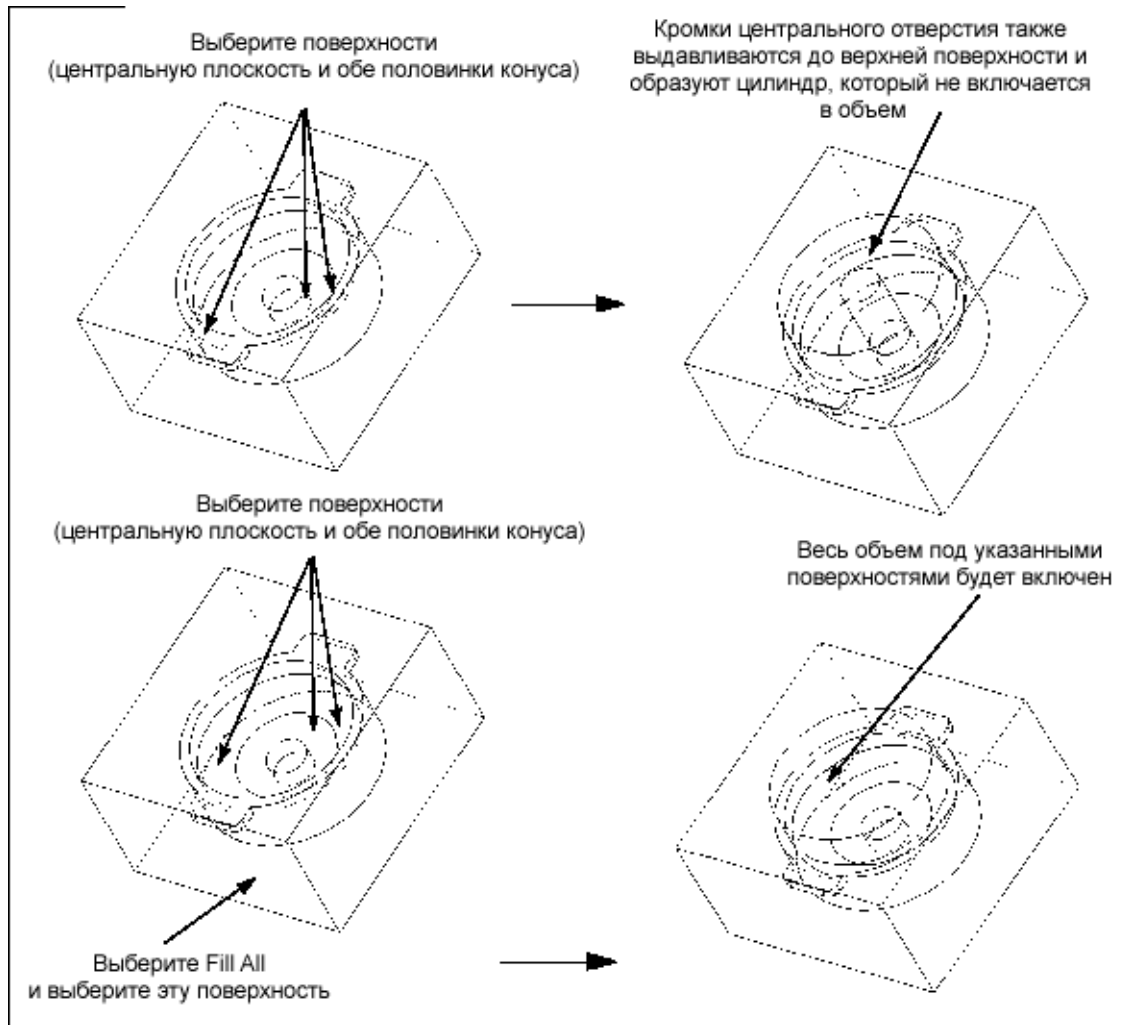 Выберите поверхности
(центральную плоскость и обе половинки конуса)
Кромки центрального отверстия также
выдавливаются до верхней поверхности и
образуют цилиндр, который не включается
в объем
Выберите поверхности
(центральную плоскость и обе половинки конуса)
Весь объем под указанными
поверхностями будет включен
Выберите Fill All
и выберите эту поверхность